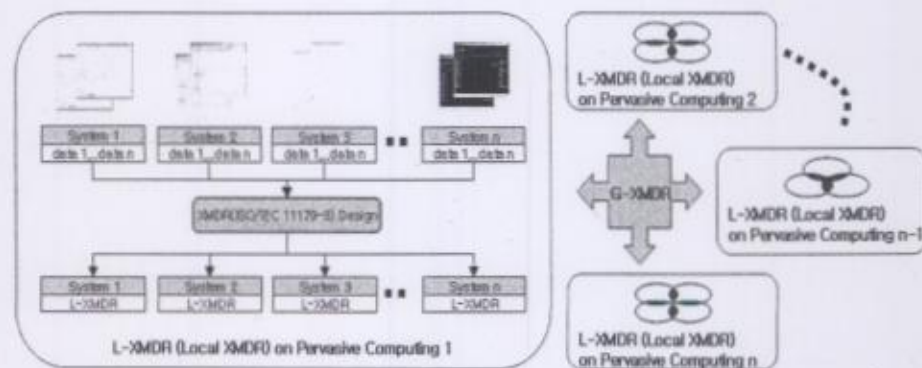 System 1
data 1...data n
System 2
data 1...data n
System 3
data 1...data n
System n
data 1...data n
XMDR(ISO/IEC 11179-3) Design
System 1
L-XMDR
System 2
L-XMDR
System 3
L-XMDR
System n
L-XMDR
L-XMDR (Local XMDR) on Pervasive Computing 1
L-XMDR (Local XMDR)
on Pervasive Computing 2
G-XMDR
L-XMDR (Local XMDR)
on Pervasive Computing n-1
L-XMDR (Local XMDR)
on Pervasive Computing n